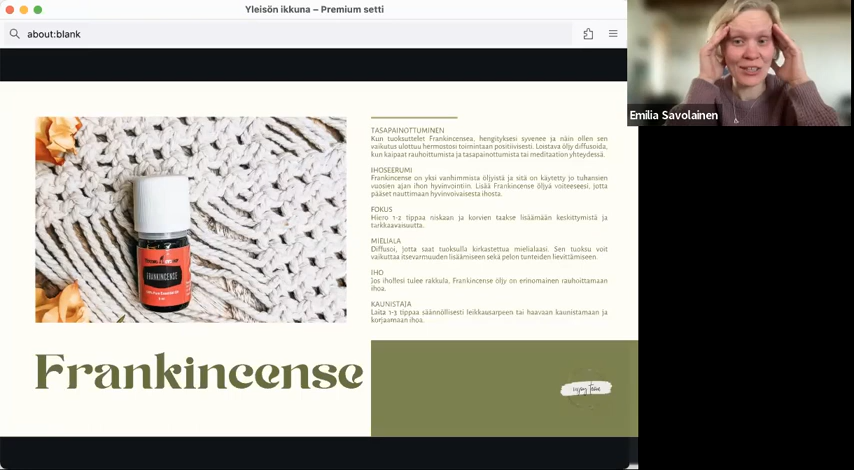 Yleisön ikkuna – Premium setti
about:blank
Emilia Savolainen
TASAPAINOTTUMINEN
Kun tuoksuttelet Frankincensea, hengityksesi syvenee ja näin ollen sen
vaikutus ulottuu hermostosi toimintaan positiivisesti. Loistava öljy diffusoida,
kun kaipaat rauhoittumista ja tasapainottumista tai meditaation yhteydessä.
IHOSEERUMI
Frankincense on yksi vanhimmista öljyistä ja sitä on käytetty jo tuhansien
vuosien ajan ihon hyvinvointiin. Lisää Frankincense öljyä voiteeseesi, jotta
pääset nauttimaan hyvinvoivaisesta ihosta.
FOKUS
Hiero 1-2 tippaa niskaan ja korvien taakse lisäämään keskittymistä ja
tarkkaavaisuutta.
MIELIALA
Diffusoi, jotta saat tuoksulla kirkastettua mielialaasi. Sen tuoksu voit
vaikuttaa itsevarmuuden lisäämiseen sekä pelon tunteiden lievittämiseen.
IHO
Jos ihollesi tulee rakkula, Frankincense öljy on erinomainen rauhoittamaan
ihoa.
KAUNISTAJA
Laita 1-3 tippaa säännöllisesti leikkausarpeen tai haavaan kaunistamaan ja
korjaamaan ihoa.
FRANKINCENSE
Frankincense